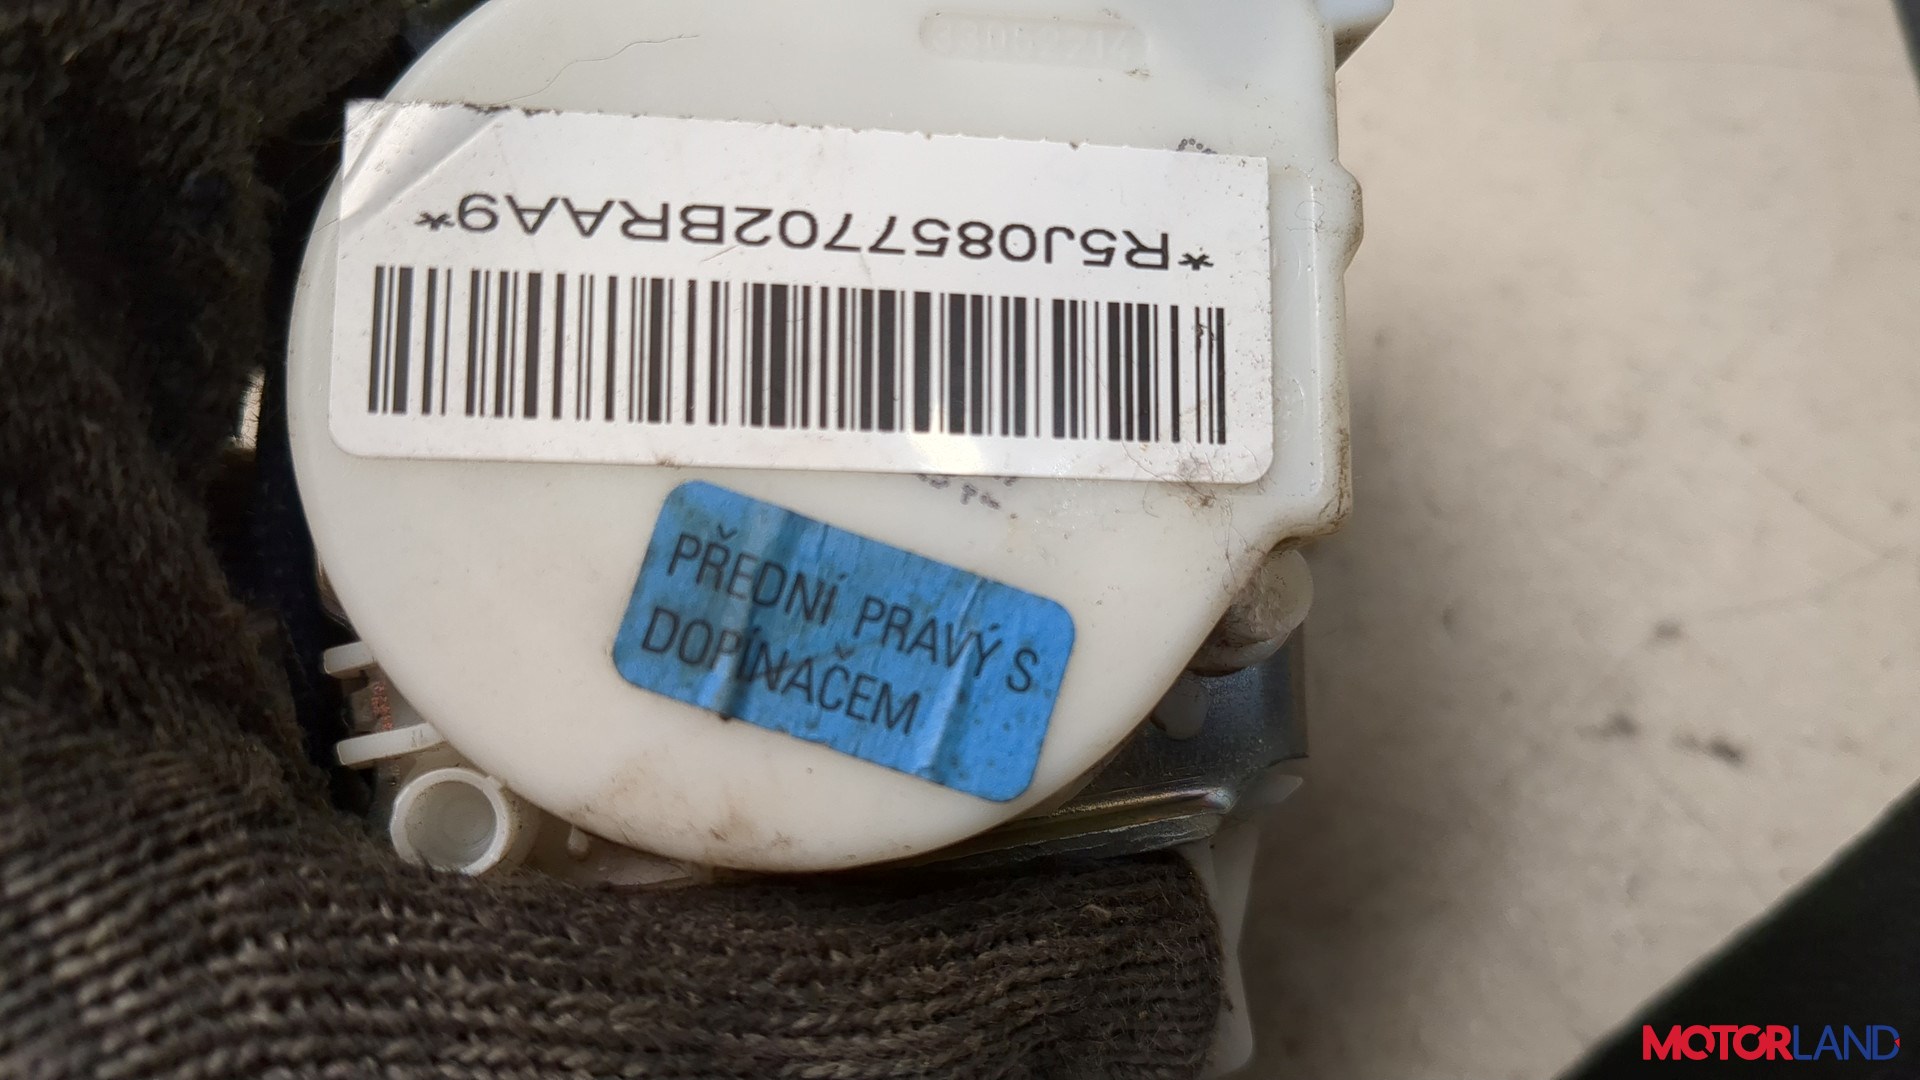 *R5J0857702BRAA9*
PŘEDNÍ PRAVÝ S
DOPÍNAČEM
MOTORLAND